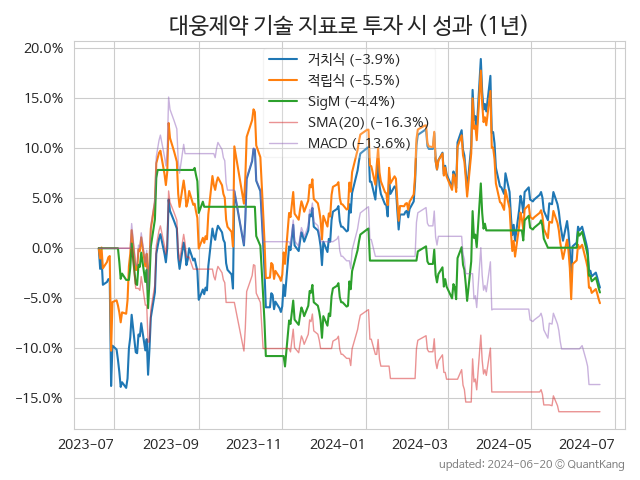 대웅제약 기술 지표로 투자 시 성과 (1년)
20.0%
15.0%
10.0%
5.0%
0.0%
−5.0%
−10.0%
−15.0%
거치식 (−3.9%)
적립식 (−5.5%)
SigM (−4.4%)
SMA(20) (−16.3%)
MACD (−13.6%)
2023-07 2023-09 2023-11 2024-01 2024-03 2024-05 2024-07
updated: 2024-06-20 © QuantKang